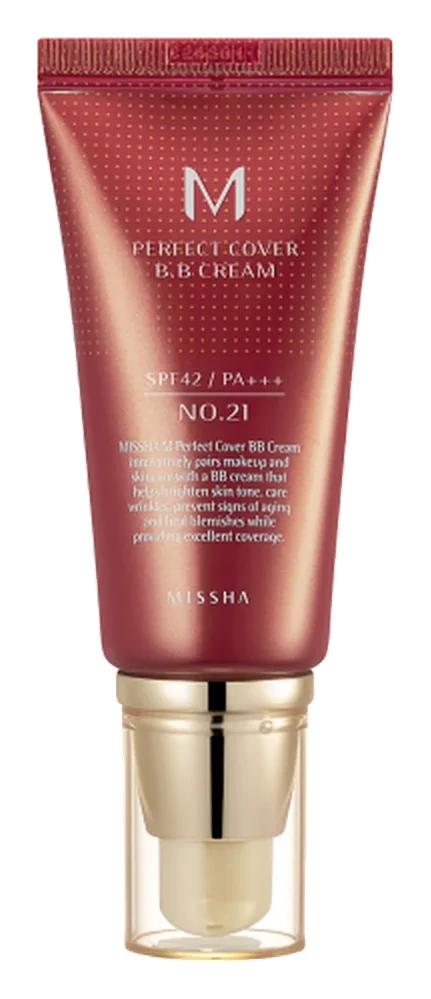 M
PERFECT COVER
B.B CREAM
SPF42 / PA+++
NO.21
MISSHA M Perfect Cover BB Cream
innovatively pairs makeup and
skincare with a BB cream that
helps brighten skin tone, care
wrinkles, prevent signs of aging
and heal blemishes while
providing excellent coverage.
MISSHA